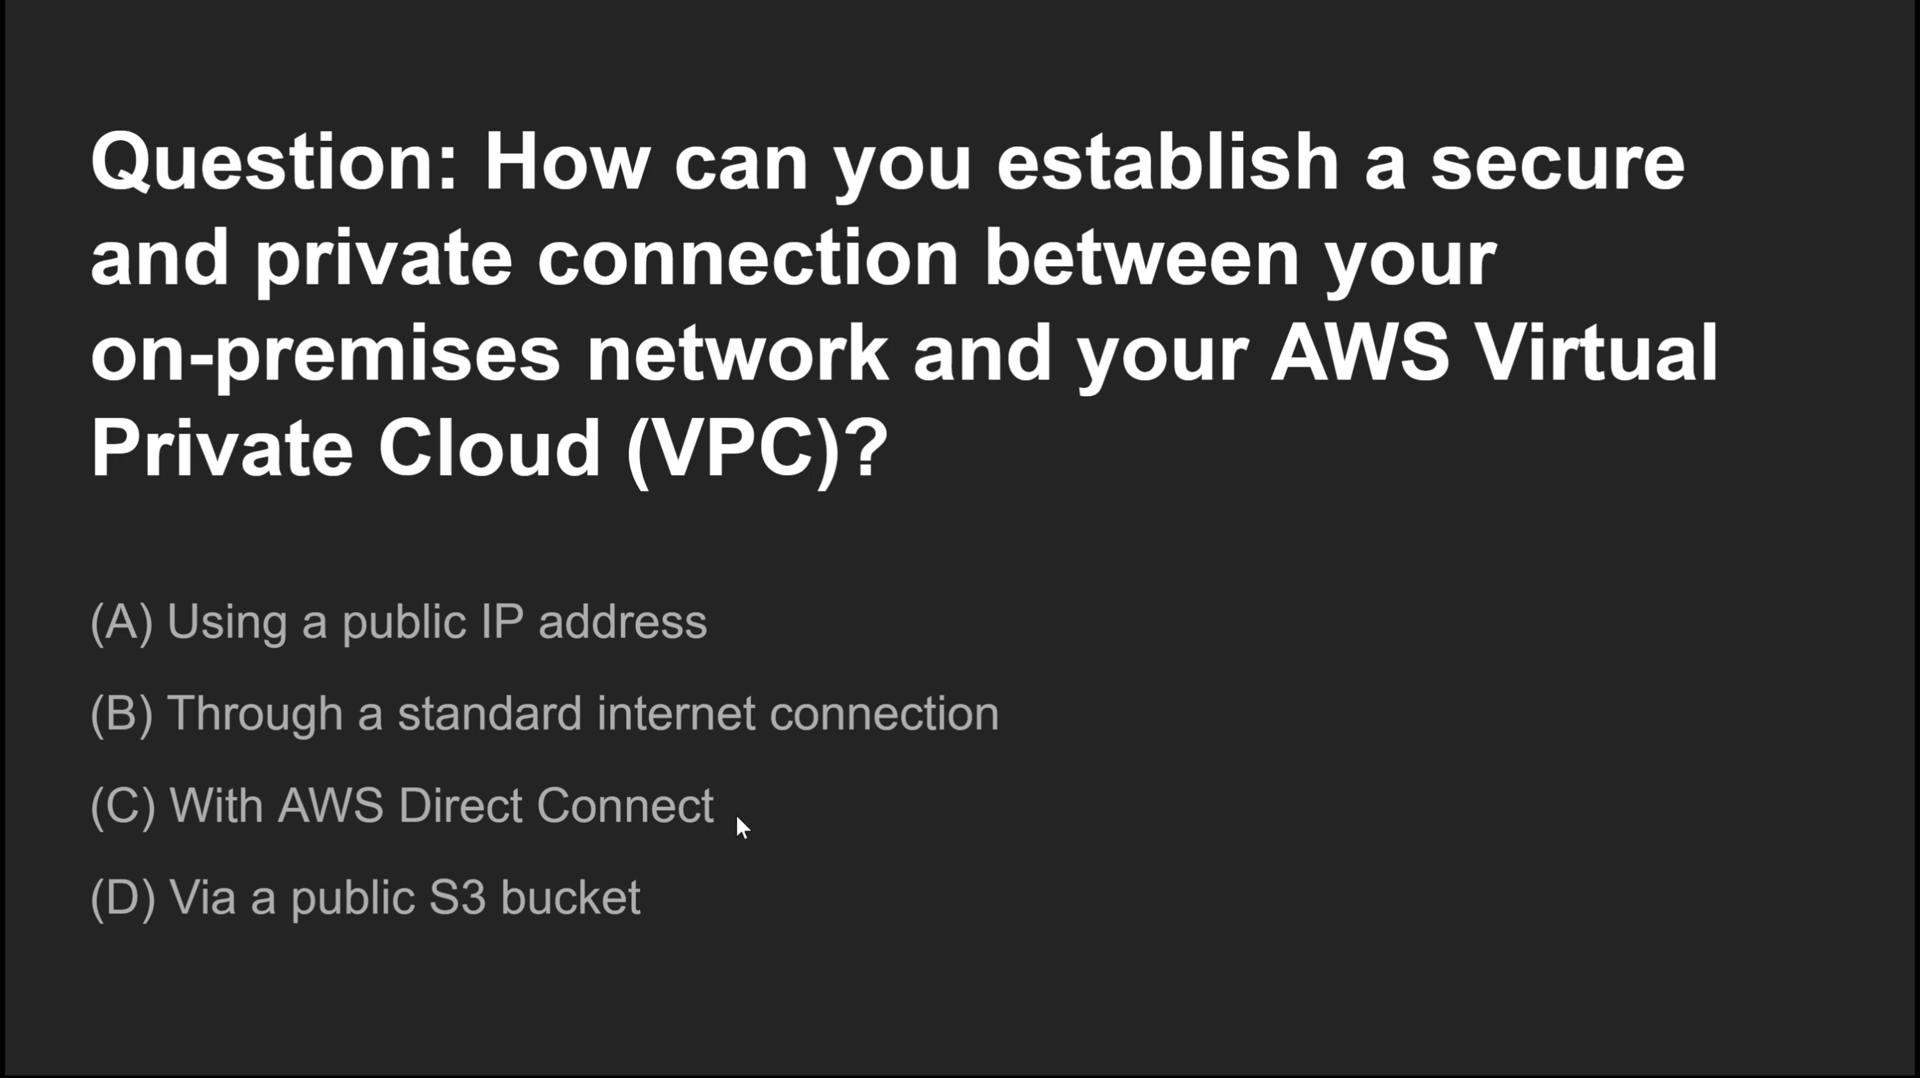 Question: How can you establish a secure
and private connection between your
on-premises network and your AWS Virtual
Private Cloud (VPC)?
(A) Using a public IP address
(B) Through a standard internet connection
(C) With AWS Direct Connect
(D) Via a public S3 bucket